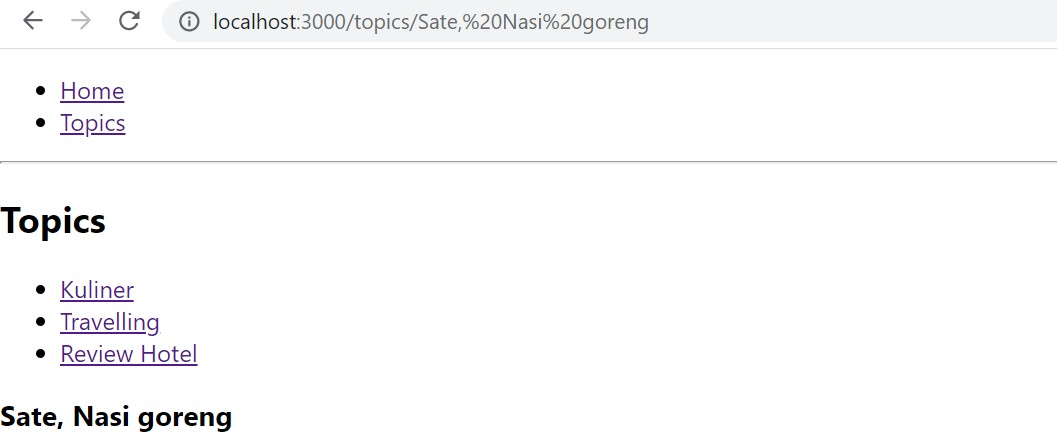 localhost:3000/topics/Sate,%20Nasi%20goreng
Home
Topics
Topics
Kuliner
Travelling
Review Hotel
Sate, Nasi goreng